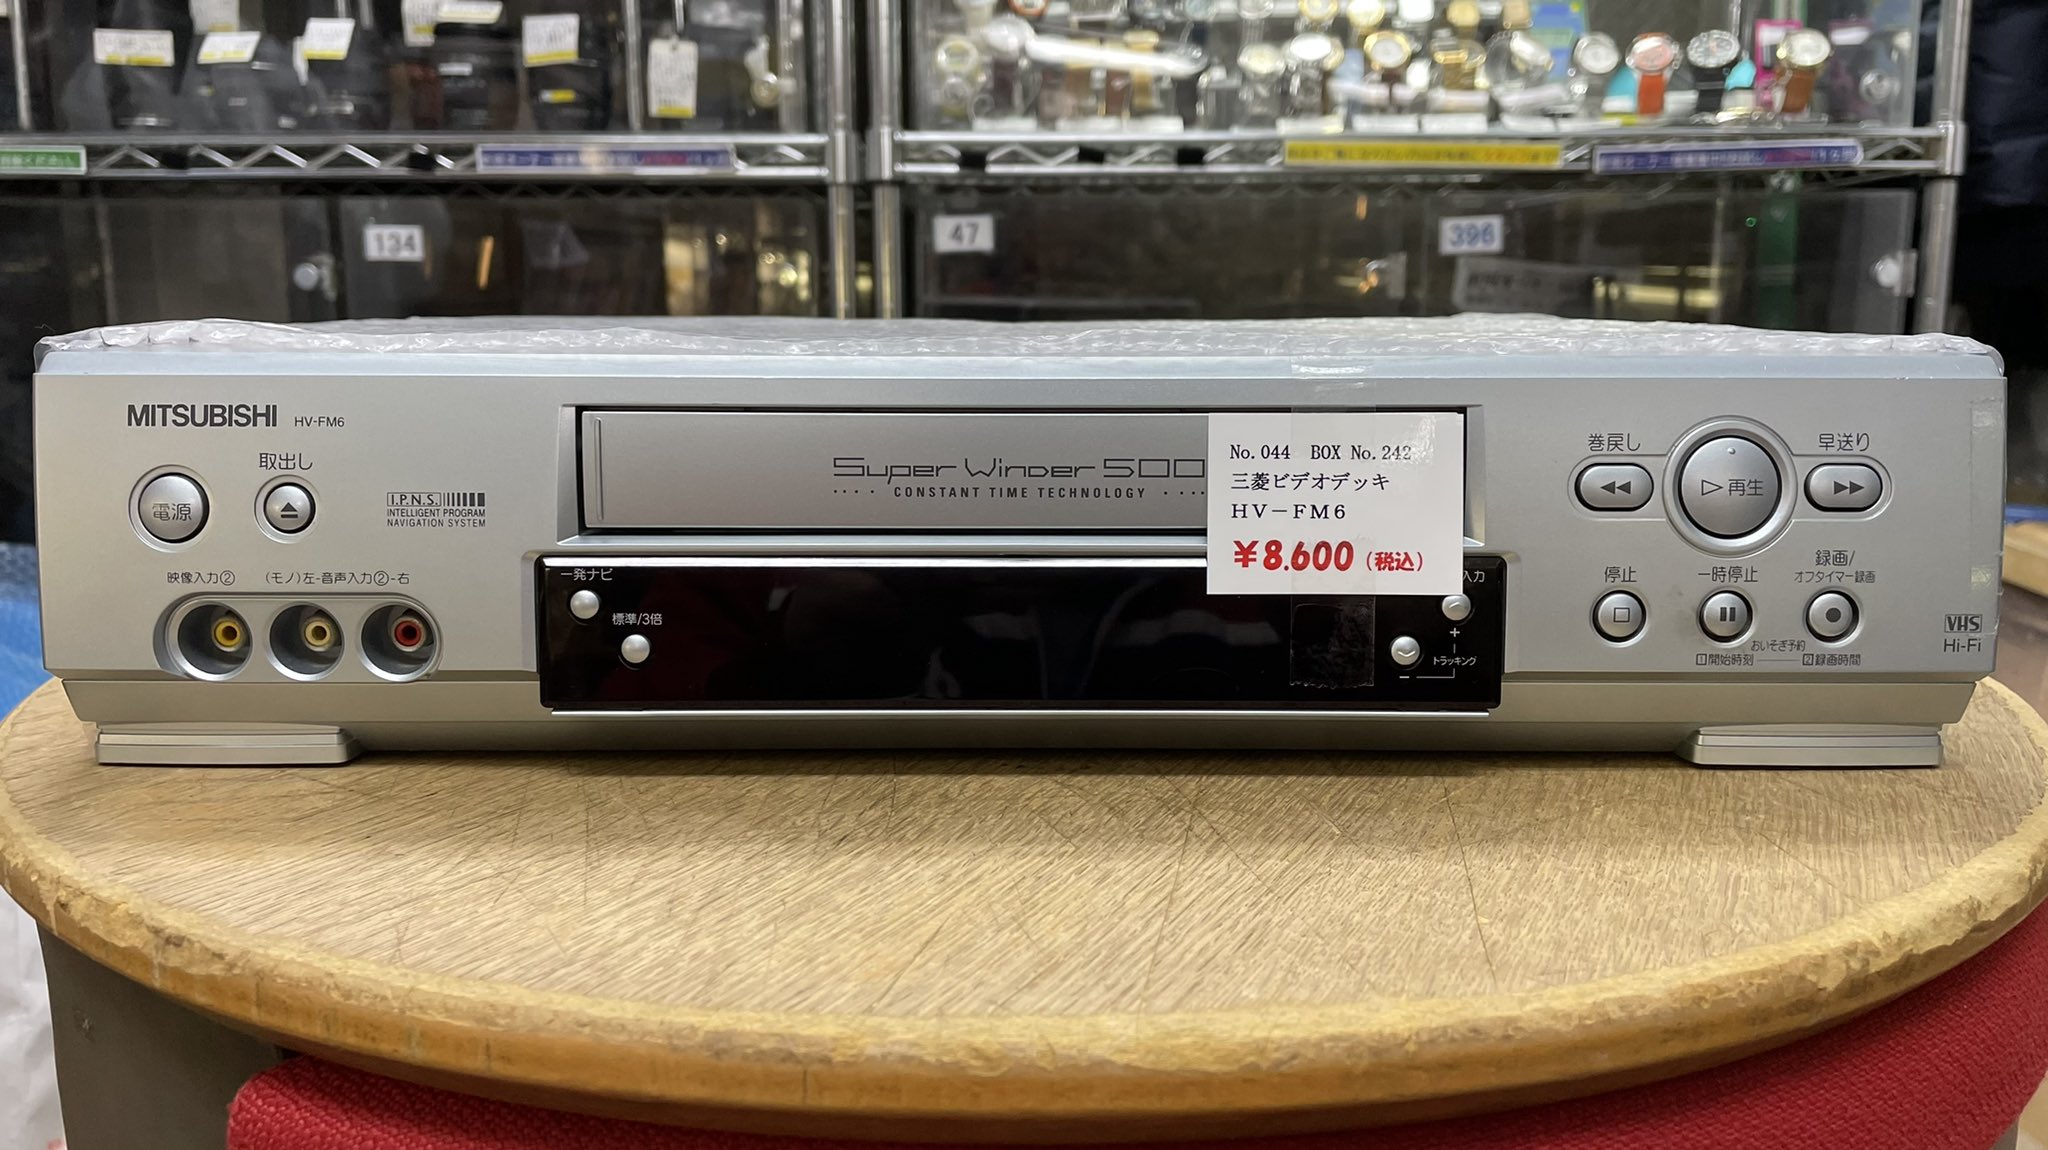 134
47
396
MITSUBISHI HV-FM6
電源
取出し
I.P.N.S.
INTELLIGENT PROGRAM
NAVIGATION SYSTEM
映像入力② (モノ)左-音声入力②-右
Super Winder 500
CONSTANT TIME TECHNOLOGY
No.044 BOX No.242
三菱ビデオデッキ
HV-FM6
¥8.600(税込)
一発ナビ
標準/3倍
入力
+
トラッキング
-
巻戻し
再生
早送り
停止
一時停止
録画/
オフタイマー録画
おいそぎ予約
1開始時刻 2録画時間
VHS
Hi-Fi